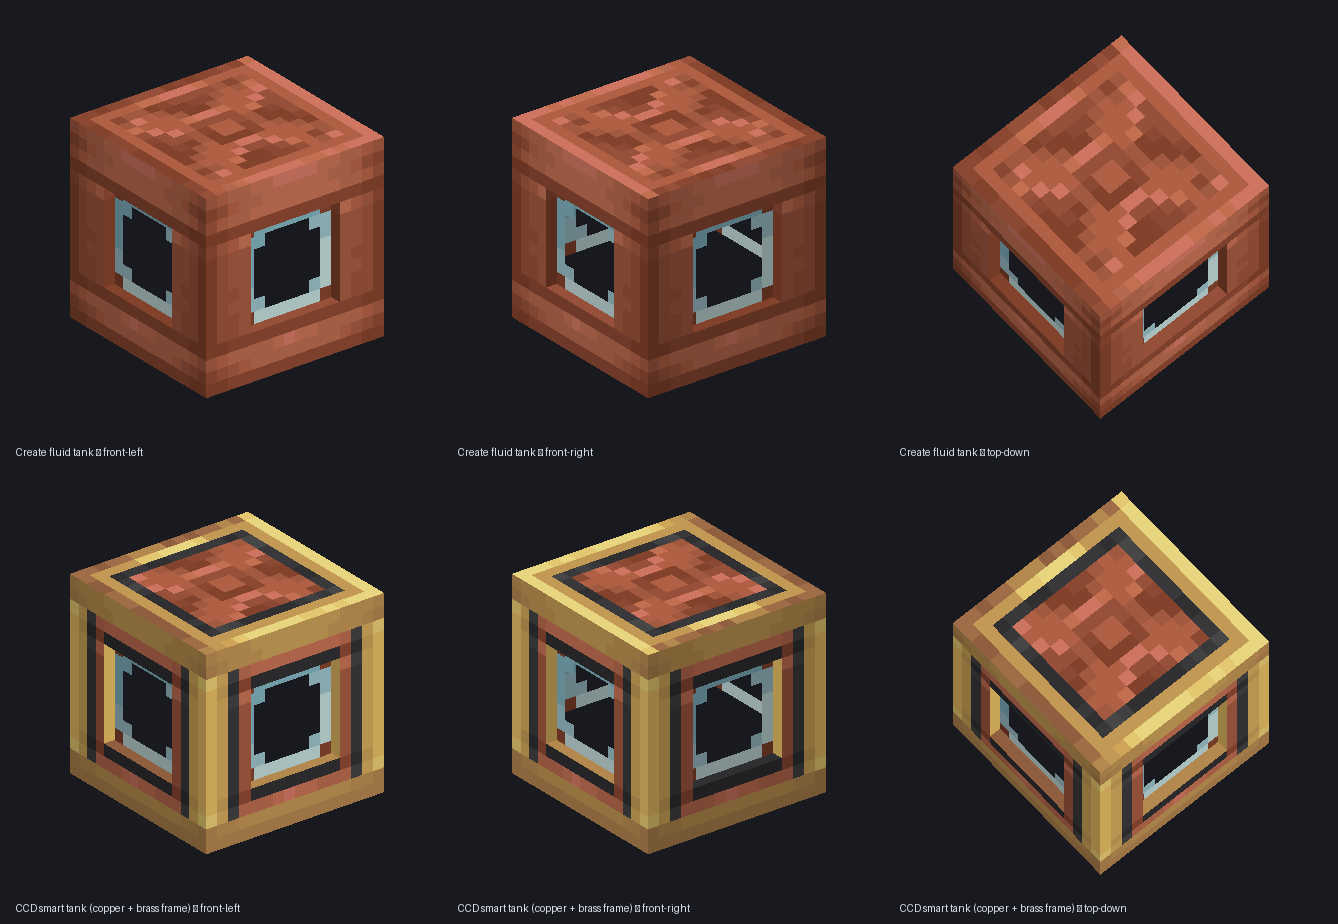 Create fluid tank ▯ front-left
Create fluid tank ▯ front-right
Create fluid tank ▯ top-down
CCD smart tank (copper + brass frame) ▯ front-left
CCD smart tank (copper + brass frame) ▯ front-right
CCD smart tank (copper + brass frame) ▯ top-down